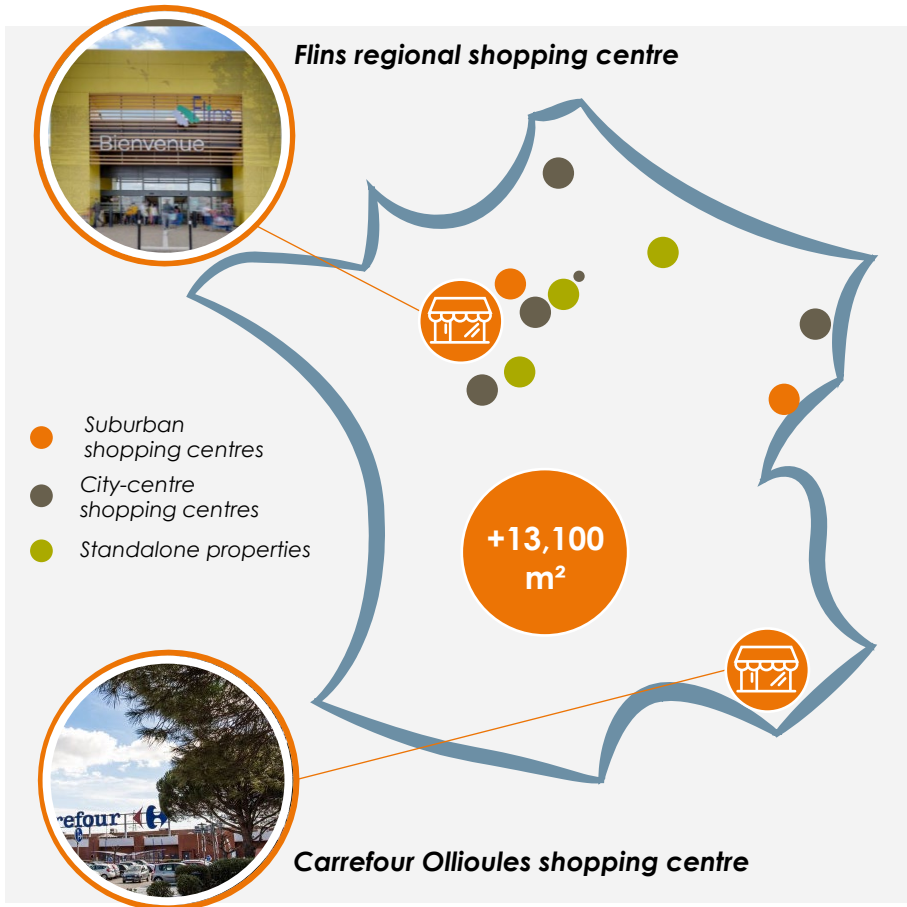 Flins regional shopping centre
Flins
Bienvenue
Suburban
shopping centres
City-centre
shopping centres
Standalone properties
+13,100
m²
refour
Carrefour Ollioules shopping centre